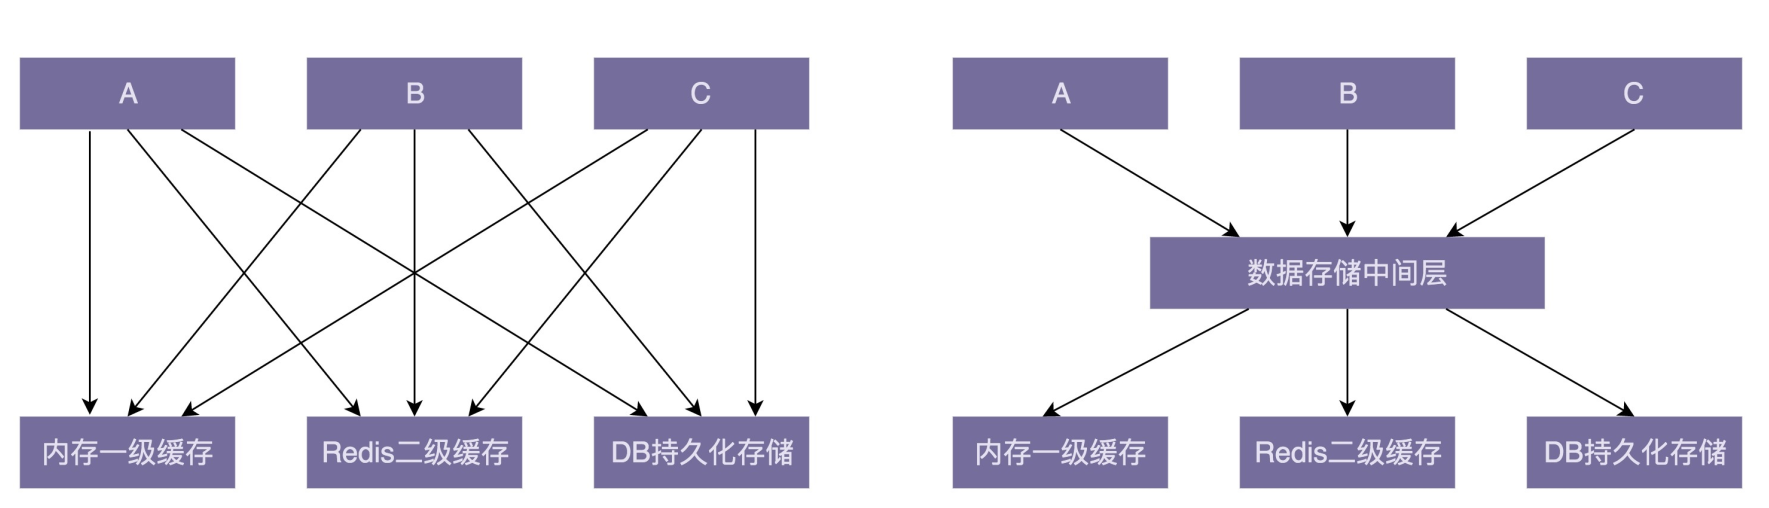 A
B
C
内存一级缓存
Redis二级缓存
DB持久化存储
A
B
C
数据存储中间层
内存一级缓存
Redis二级缓存
DB持久化存储